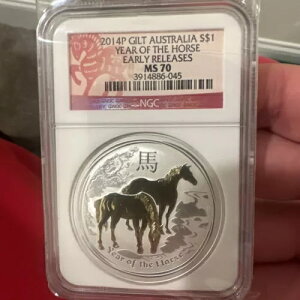 2014P GILT AUSTRALIA S$1
YEAR OF THE HORSE
EARLY RELEASES
MS 70
3914886-045
NGC
馬
Year of the Horse